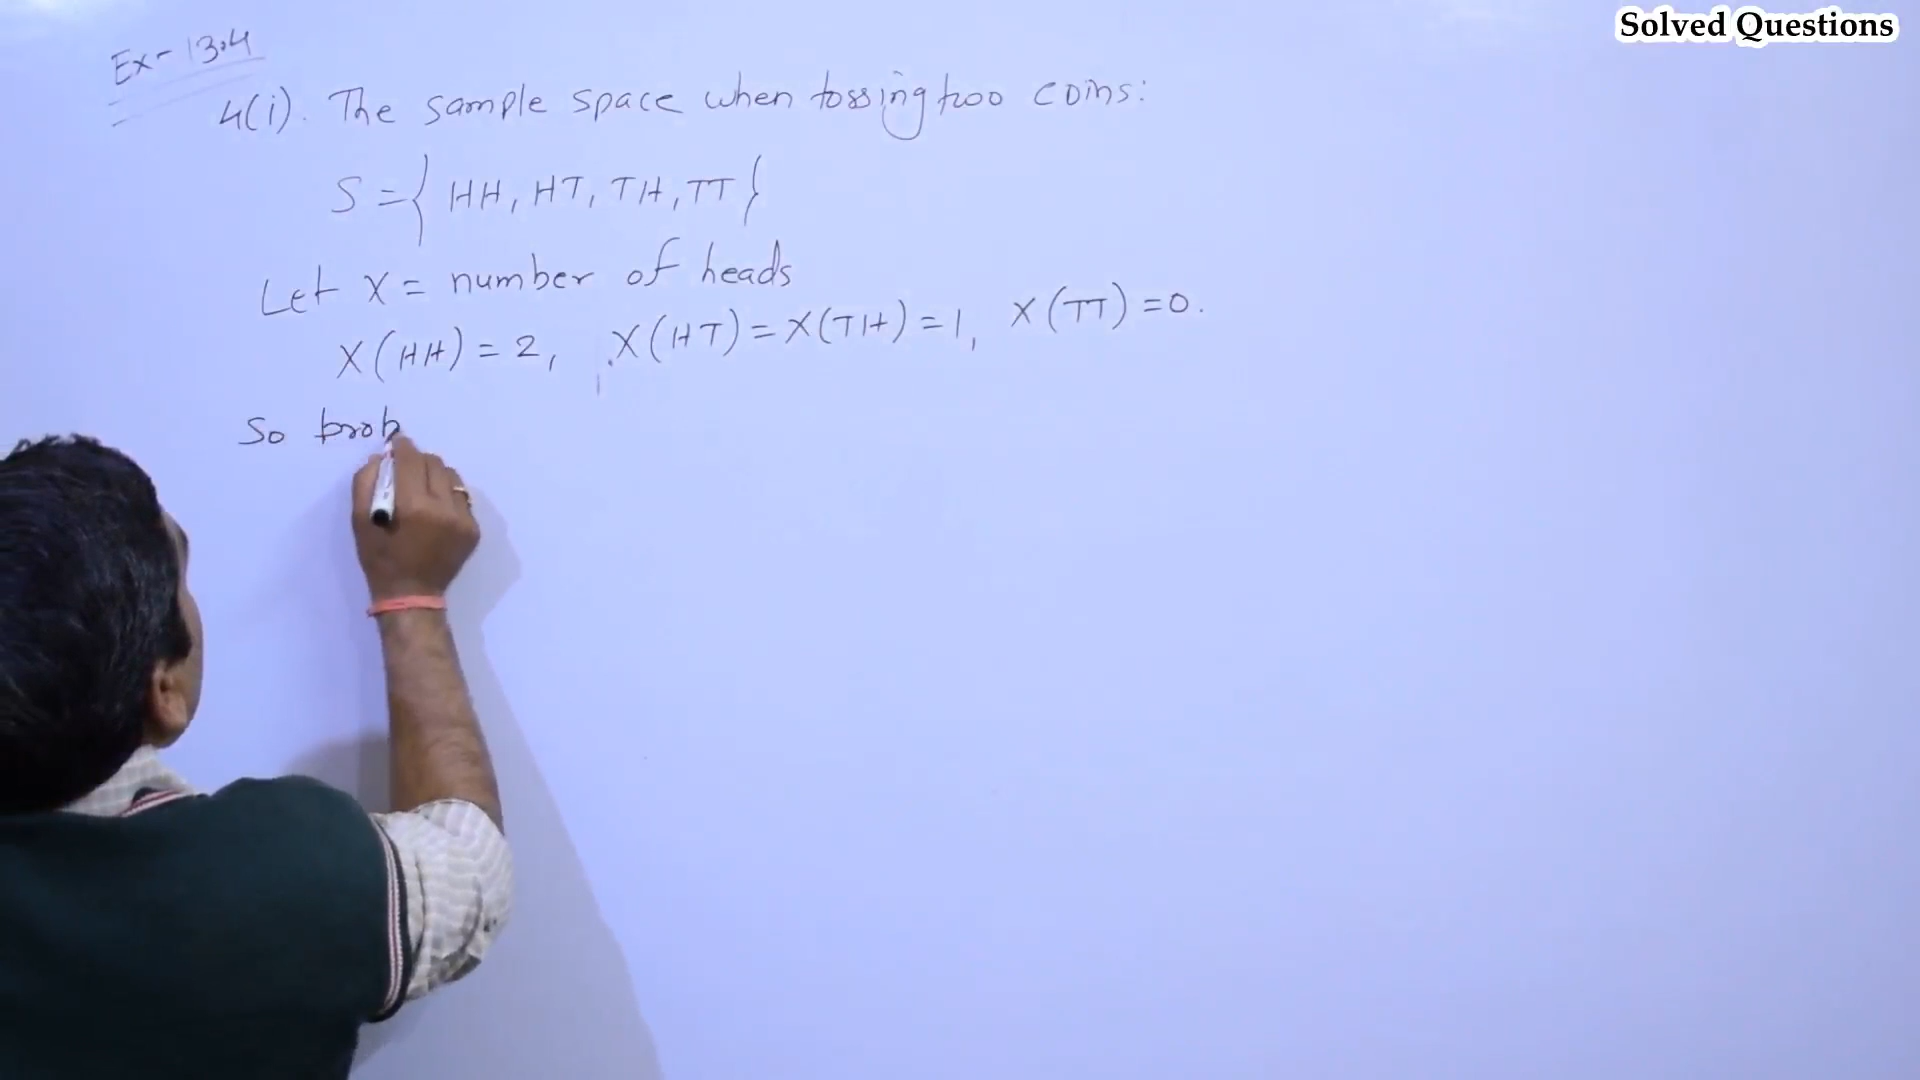 Solved Questions
Ex-13.4
4(i). The sample space when tossing two coins:
S = { HH, HT, TH, TT }
Let X = number of heads
X(HH) = 2, X(HT) = X(TH) = 1, X(TT) = 0.
So prob